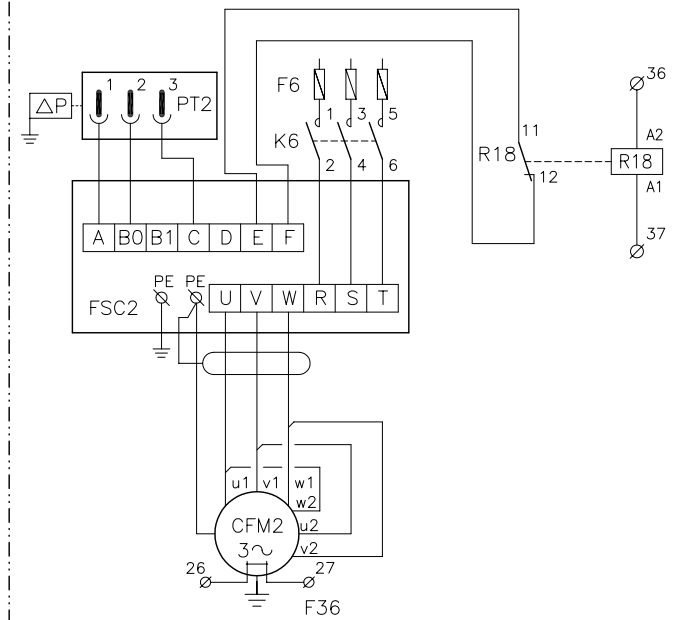 36
1 2 3
△P PT2
F6
1 3 5
K6
11
A2
R18
R18
2 4 6
12
A1
37
A B0 B1 C D E F
PE PE
U V W R S T
FSC2
u1 v1 w1
w2
CFM2
u2
3~
v2
26
27
F36